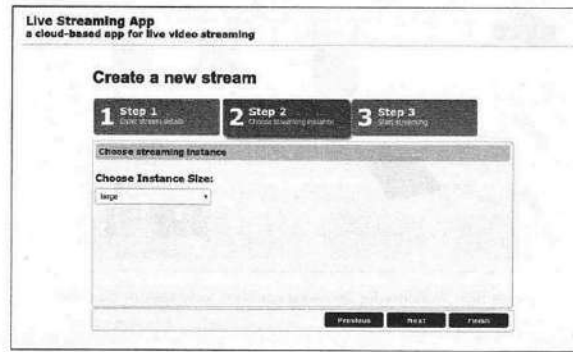 Live Streaming App
a cloud-based app for live video streaming
Create a new stream
1 Step 1
Enter stream details
2 Step 2
Choose streaming instance
3 Step 3
Start streaming
Choose streaming instance
Choose Instance Size:
large
Previous Next Finish